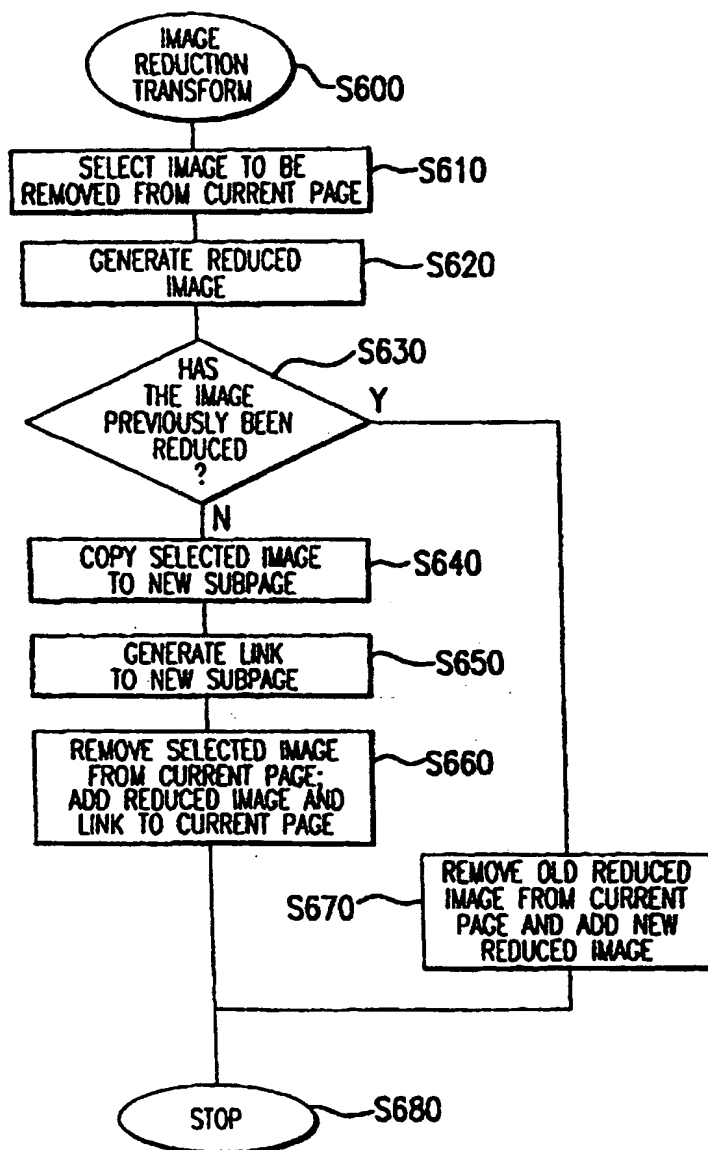 IMAGE
REDUCTION
TRANSFORM
S600
SELECT IMAGE TO BE
REMOVED FROM CURRENT PAGE
S610
GENERATE REDUCED
IMAGE
S620
HAS
THE IMAGE
PREVIOUSLY BEEN
REDUCED
?
S630
Y
N
COPY SELECTED IMAGE
TO NEW SUBPAGE
S640
GENERATE LINK
TO NEW SUBPAGE
S650
REMOVE SELECTED IMAGE
FROM CURRENT PAGE;
ADD REDUCED IMAGE AND
LINK TO CURRENT PAGE
S660
REMOVE OLD REDUCED
IMAGE FROM CURRENT
PAGE AND ADD NEW
REDUCED IMAGE
S670
STOP
S680